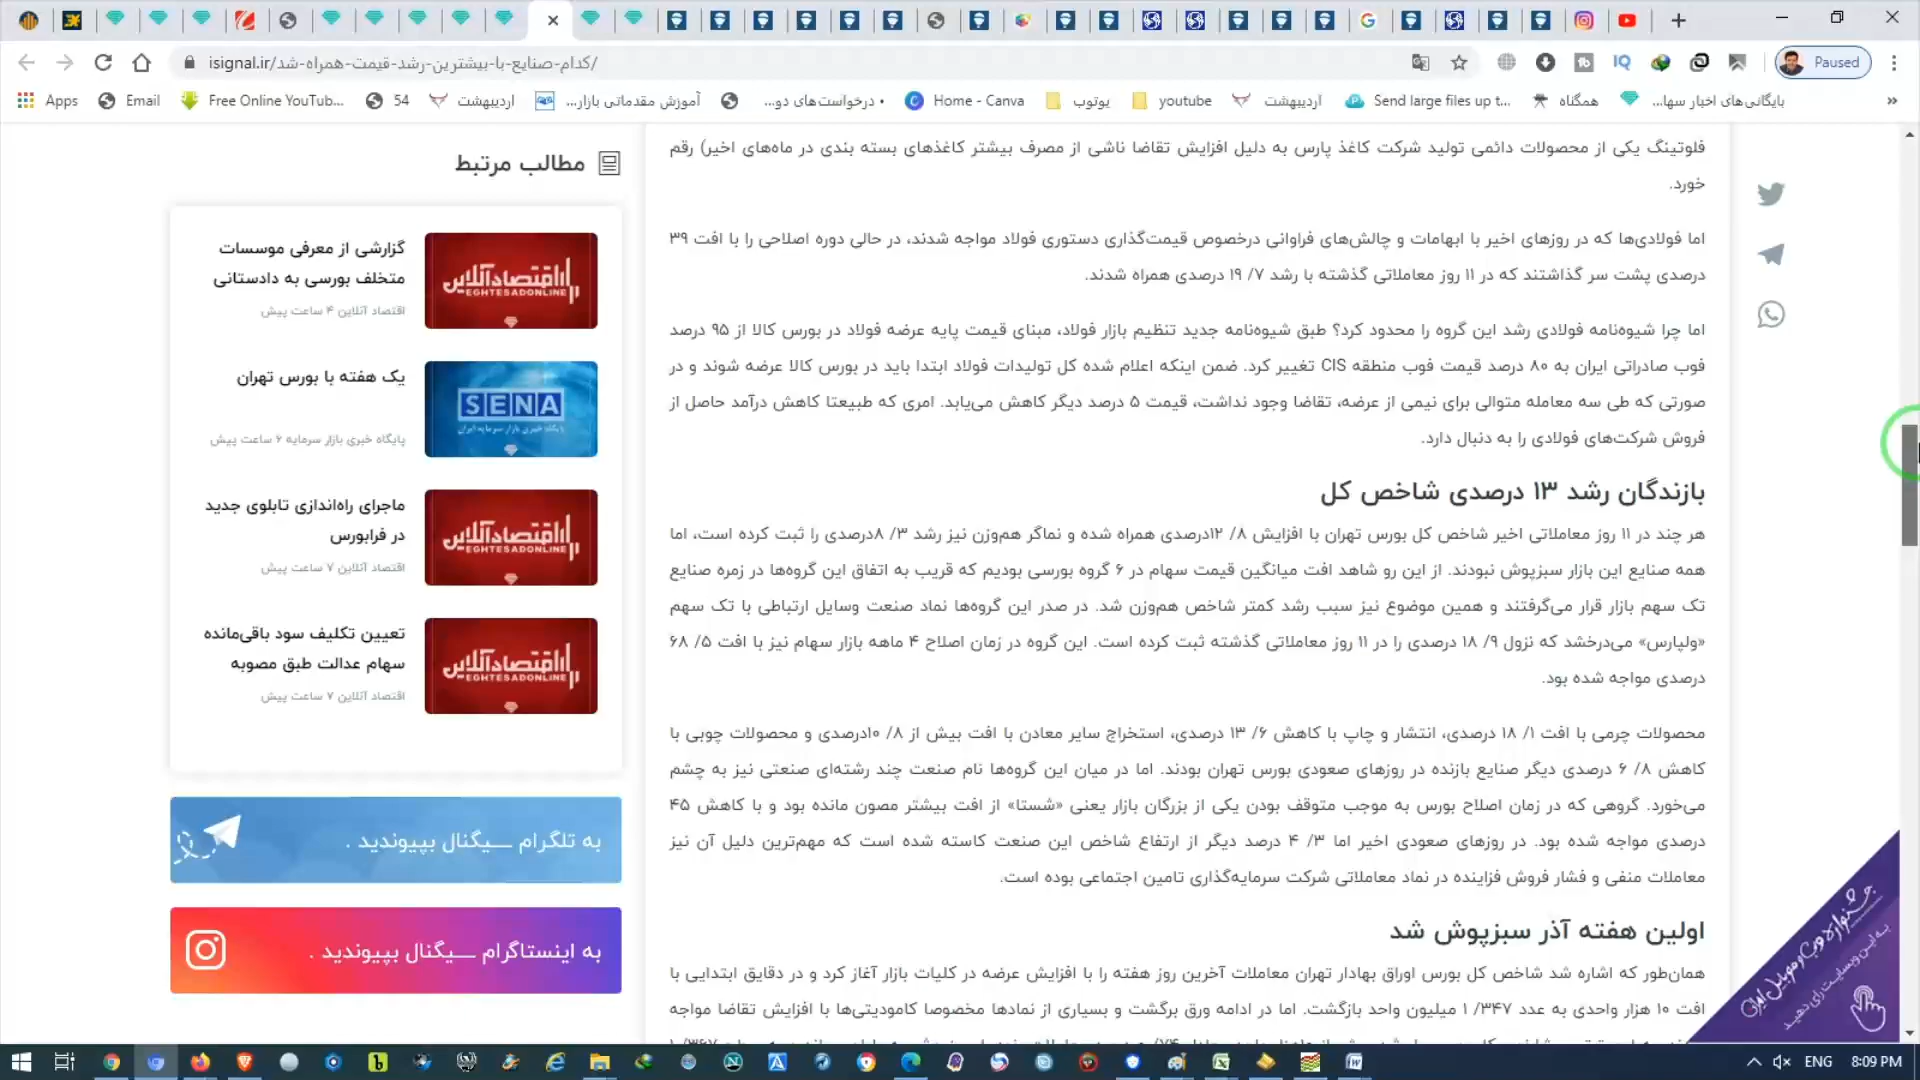 Paused
isignal.ir/کدام-صنایع-با-بیشترین-رشد-قیمت-همراه-شد/
Apps
Email
Free Online YouTub...
54
اردیبهشت
آموزش مقدماتی بازار...
درخواست‌های دو...
Home - Canva
یوتوب
youtube
اردیبهشت
Send large files up t...
همگناه
بایگانی‌های اخبار سها...
فلوتینگ یکی از محصولات دائمی تولید شرکت کاغذ پارس به دلیل افزایش تقاضا ناشی از مصرف بیشتر کاغذهای بسته بندی در ماه‌های اخیر) رقم
خورد.
اما فولادی‌ها که در روزهای اخیر با ابهامات و چالش‌های فراوانی درخصوص قیمت‌گذاری دستوری فولاد مواجه شدند، در حالی دوره اصلاحی را با افت ۳۹
درصدی پشت سر گذاشتند که در ۱۱ روز معاملاتی گذشته با رشد ۷/ ۱۹ درصدی همراه شدند.
اما چرا شیوه‌نامه فولادی رشد این گروه را محدود کرد؟ طبق شیوه‌نامه جدید تنظیم بازار فولاد، مبنای قیمت پایه عرضه فولاد در بورس کالا از ۹۵ درصد
فوب صادراتی ایران به ۸۰ درصد قیمت فوب منطقه CIS تغییر کرد. ضمن اینکه اعلام شده کل تولیدات فولاد ابتدا باید در بورس کالا عرضه شوند و در
صورتی که طی سه معامله متوالی برای نیمی از عرضه، تقاضا وجود نداشت، قیمت ۵ درصد دیگر کاهش می‌یابد. امری که طبیعتا کاهش درآمد حاصل از
فروش شرکت‌های فولادی را به دنبال دارد.
بازندگان رشد ۱۳ درصدی شاخص کل
هر چند در ۱۱ روز معاملاتی اخیر شاخص کل بورس تهران با افزایش ۸/ ۱۲درصدی همراه شده و نماگر هم‌وزن نیز رشد ۳/ ۸درصدی را ثبت کرده است، اما
همه صنایع این بازار سبزپوش نبودند. از این رو شاهد افت میانگین قیمت سهام در ۶ گروه بورسی بودیم که قریب به اتفاق این گروه‌ها در زمره صنایع
تک سهم بازار قرار می‌گرفتند و همین موضوع نیز سبب رشد کمتر شاخص هم‌وزن شد. در صدر این گروه‌ها نماد صنعت وسایل ارتباطی با تک سهم
«ولپارس» می‌درخشد که نزول ۹/ ۱۸ درصدی را در ۱۱ روز معاملاتی گذشته ثبت کرده است. این گروه در زمان اصلاح ۴ ماهه بازار سهام نیز با افت ۵/ ۶۸
درصدی مواجه شده بود.
محصولات چرمی با افت ۱/ ۱۸ درصدی، انتشار و چاپ با کاهش ۶/ ۱۳ درصدی، استخراج سایر معادن با افت بیش از ۸/ ۱۰درصدی و محصولات چوبی با
کاهش ۸/ ۶ درصدی دیگر صنایع بازنده در روزهای صعودی بورس تهران بودند. اما در میان این گروه‌ها نام صنعت چند رشته‌ای صنعتی نیز به چشم
می‌خورد. گروهی که در زمان اصلاح بورس به موجب متوقف بودن یکی از بزرگان بازار یعنی «شستا» از افت بیشتر مصون مانده بود و با کاهش ۴۵
درصدی مواجه شده بود. در روزهای صعودی اخیر اما ۳/ ۴ درصد دیگر از ارتفاع شاخص این صنعت کاسته شده است که مهم‌ترین دلیل آن نیز
معاملات منفی و فشار فروش فزاینده در نماد معاملاتی شرکت سرمایه‌گذاری تامین اجتماعی بوده است.
اولین هفته آذر سبزپوش شد
همان‌طور که اشاره شد شاخص کل بورس اوراق بهادار تهران معاملات آخرین روز هفته را با افزایش عرضه در کلیات بازار آغاز کرد و در دقایق ابتدایی با
افت ۱۰ هزار واحدی به عدد ۳۴۷/ ۱ میلیون واحد بازگشت. اما در ادامه ورق برگشت و بسیاری از نمادها مخصوصا کامودیتی‌ها با افزایش تقاضا مواجه
مطالب مرتبط
گزارشی از معرفی موسسات
متخلف بورسی به دادستانی
اقتصاد آنلاین ۴ ساعت پیش
اقتصادآنلاین
EGHTESADONLINE
یک هفته با بورس تهران
پایگاه خبری بازار سرمایه ۶ ساعت پیش
SENA
پایگاه خبری بازار سرمایه ایران
ماجرای راه‌اندازی تابلوی جدید
در فرابورس
اقتصاد آنلاین ۷ ساعت پیش
اقتصادآنلاین
EGHTESADONLINE
تعیین تکلیف سود باقی‌مانده
سهام عدالت طبق مصوبه
اقتصاد آنلاین ۷ ساعت پیش
اقتصادآنلاین
EGHTESADONLINE
به تلگرام ســیگنال بپیوندید .
به اینستاگرام ســیگنال بپیوندید .
جشنواره وب و موبایل ایران
به این وبسایت رای دهید
ENG
8:09 PM